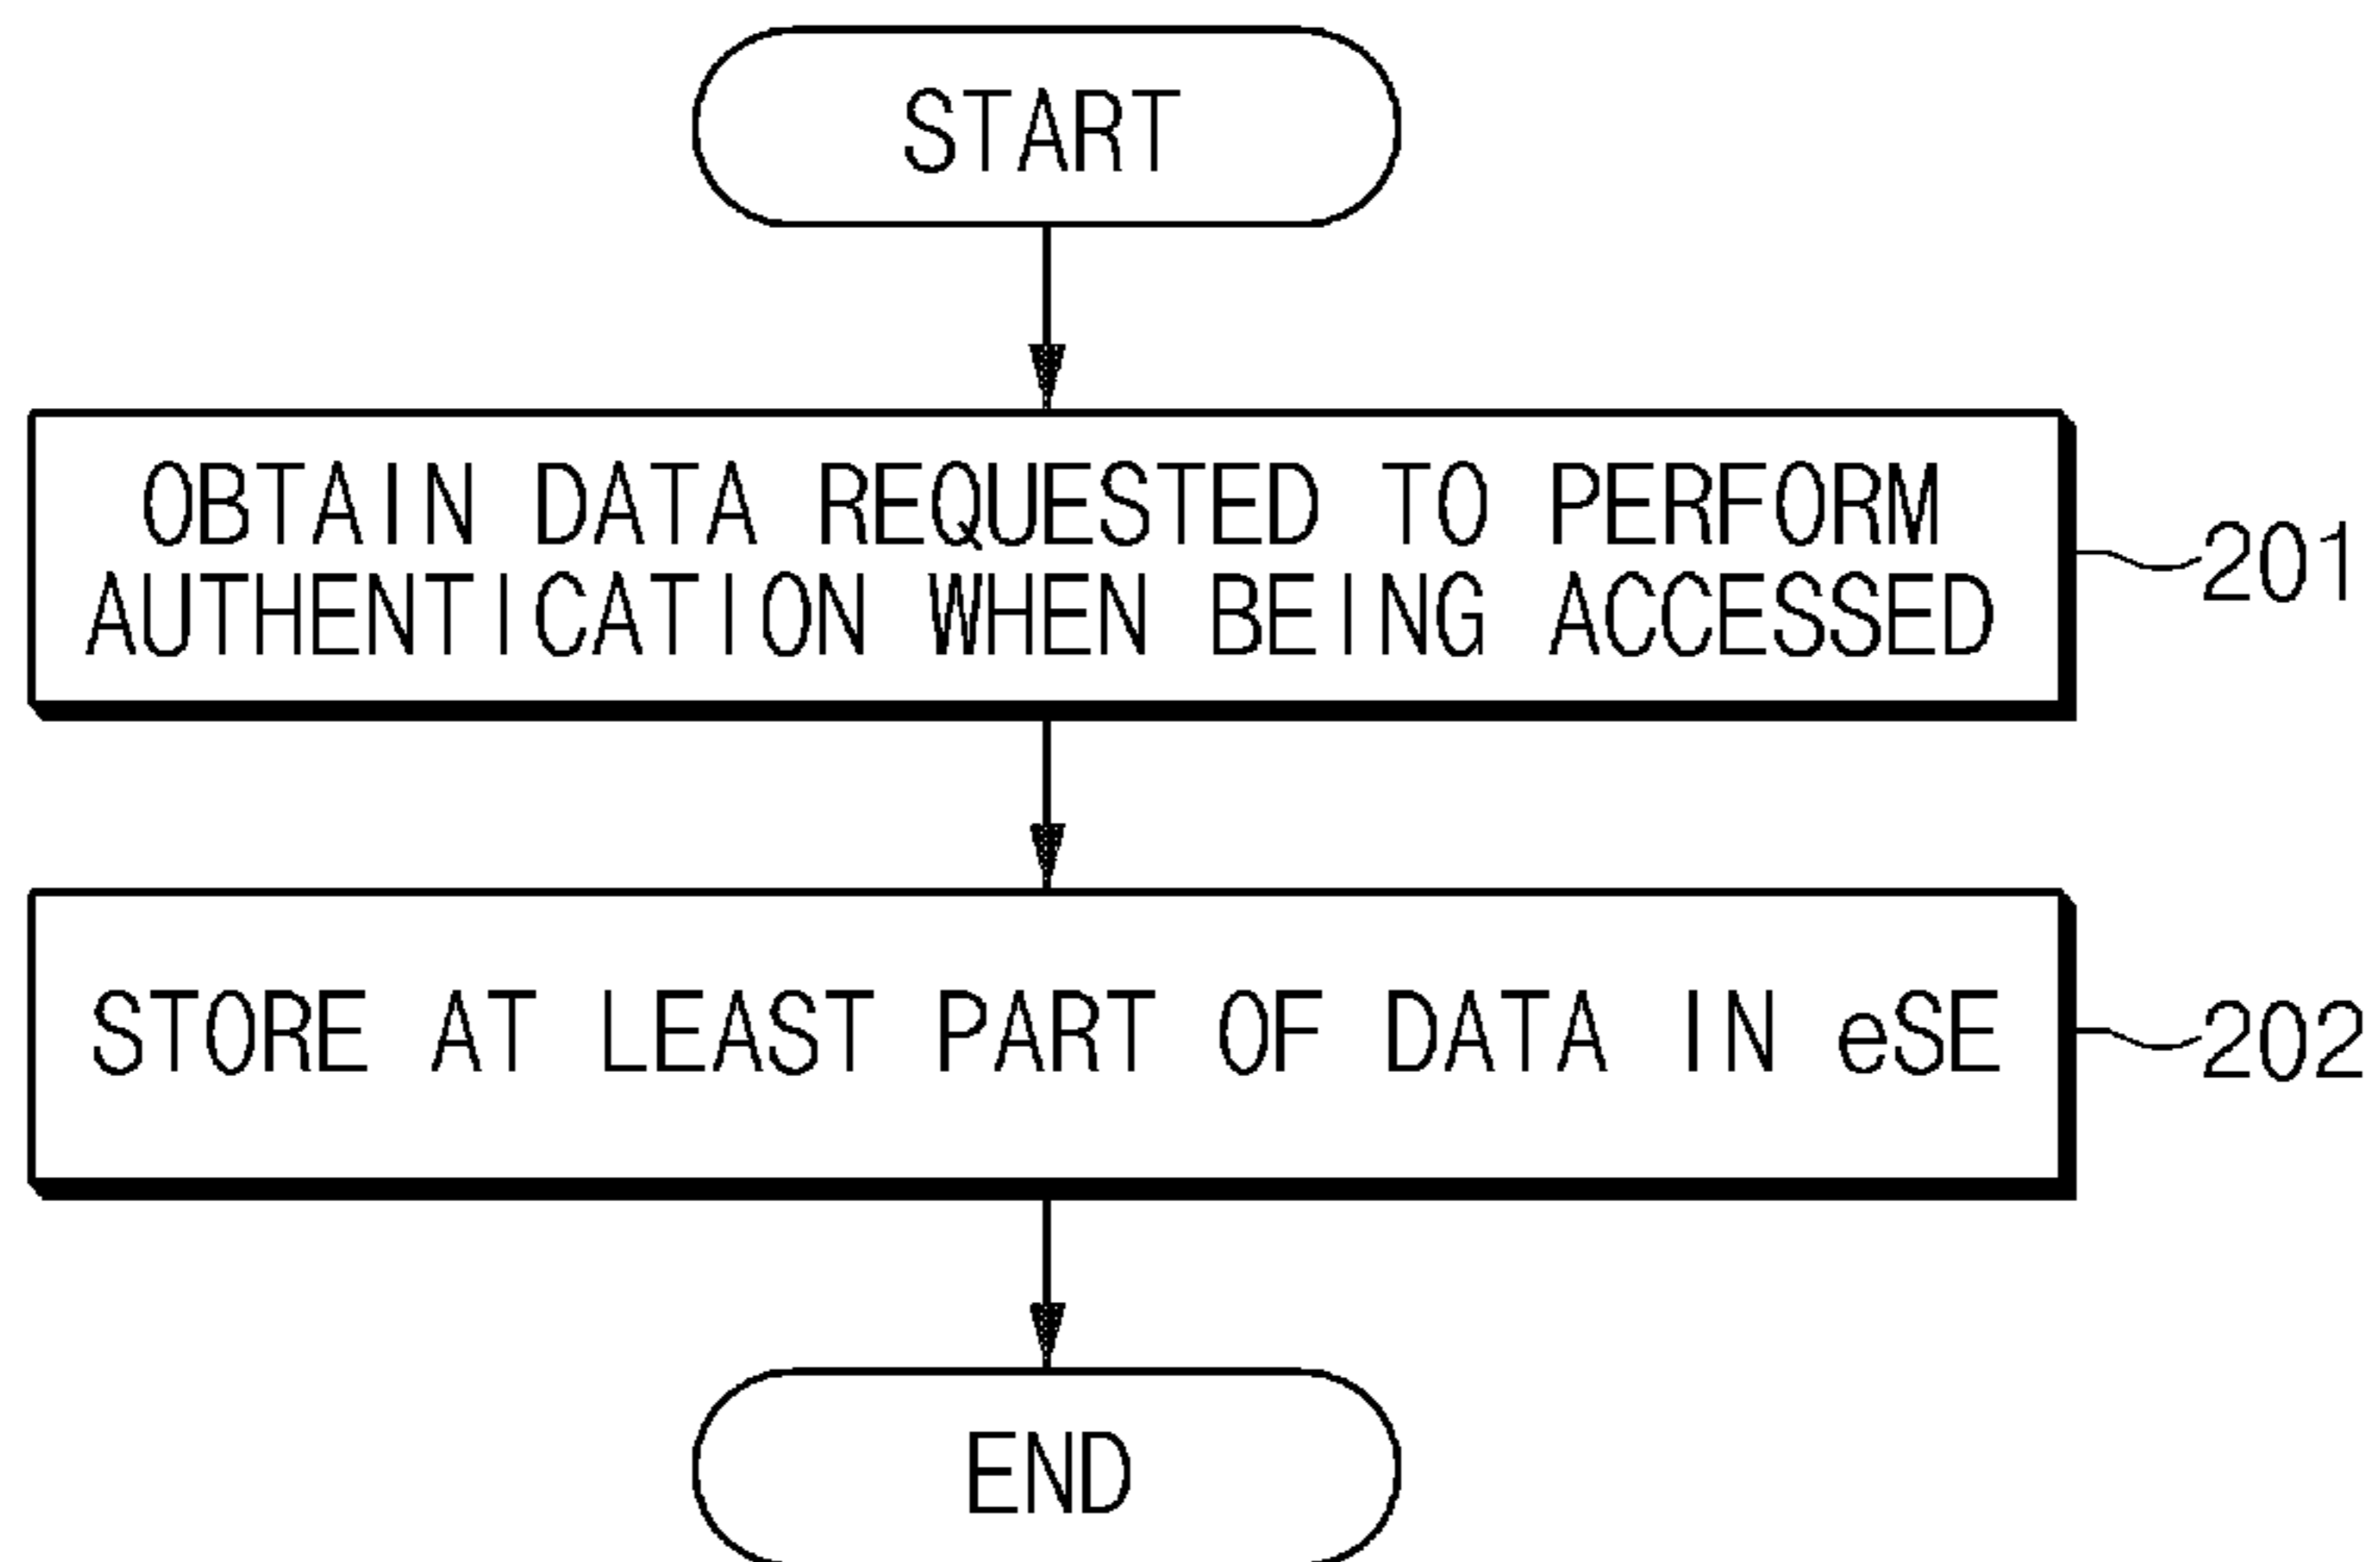 START
OBTAIN DATA REQUESTED TO PERFORM
AUTHENTICATION WHEN BEING ACCESSED
201
STORE AT LEAST PART OF DATA IN eSE
202
END